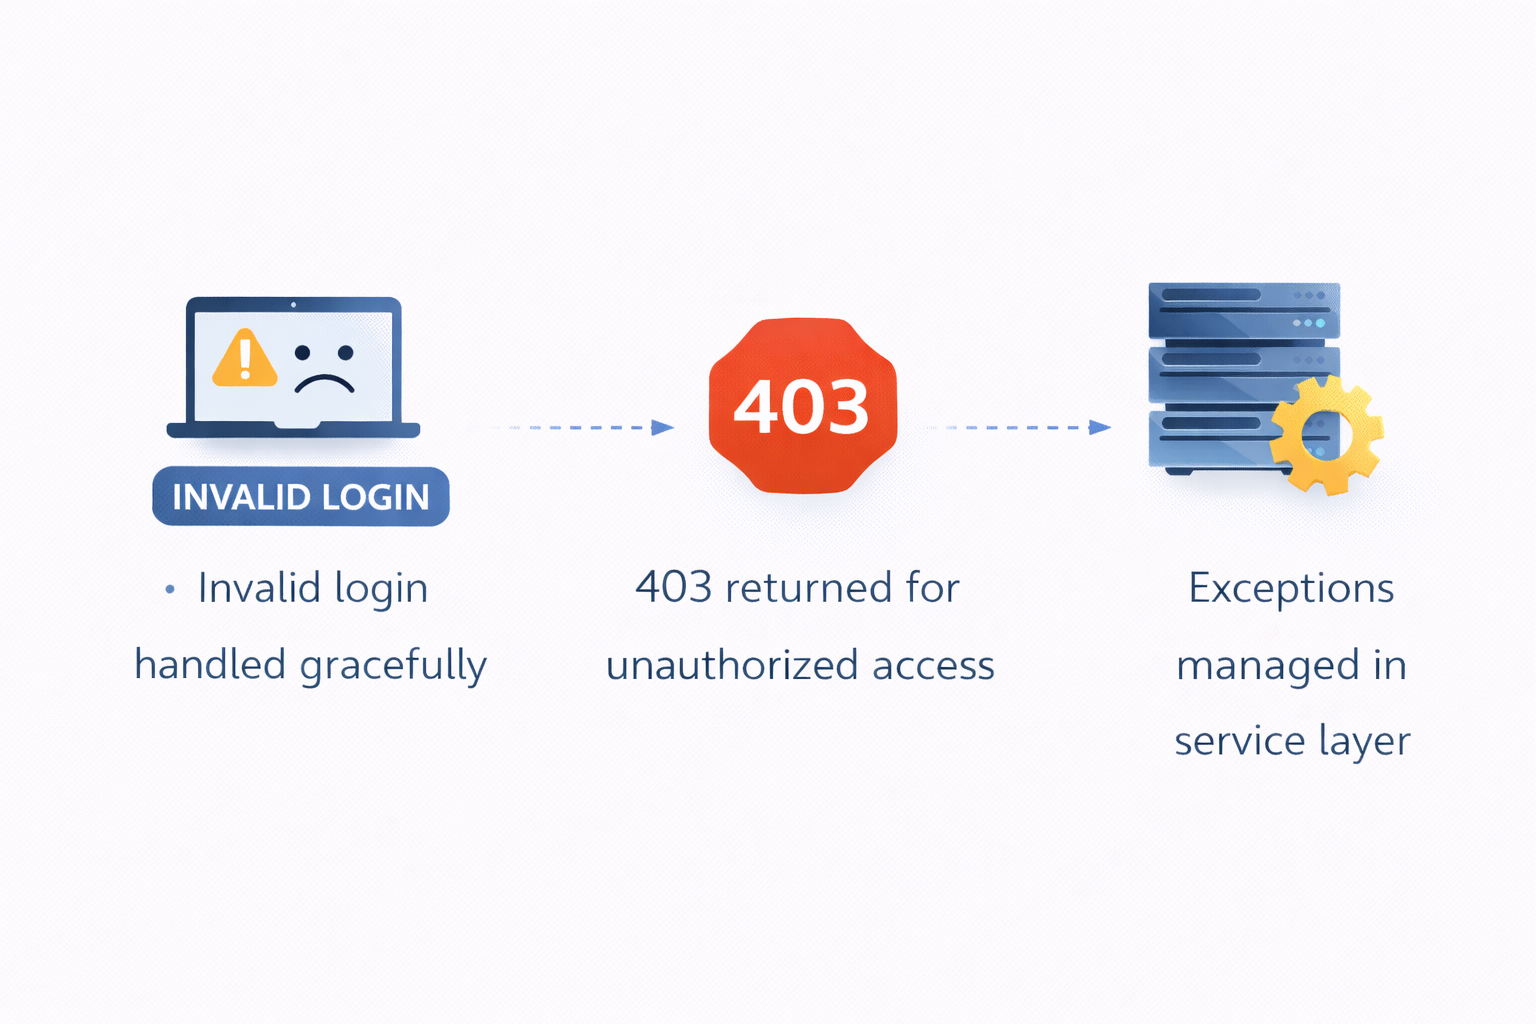 INVALID LOGIN
• Invalid login
handled gracefully
403
403 returned for
unauthorized access
Exceptions
managed in
service layer